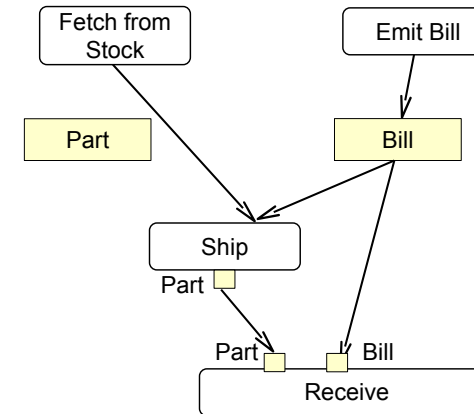 Fetch from
Stock
Emit Bill
Part
Bill
Ship
Part
Part
Bill
Receive